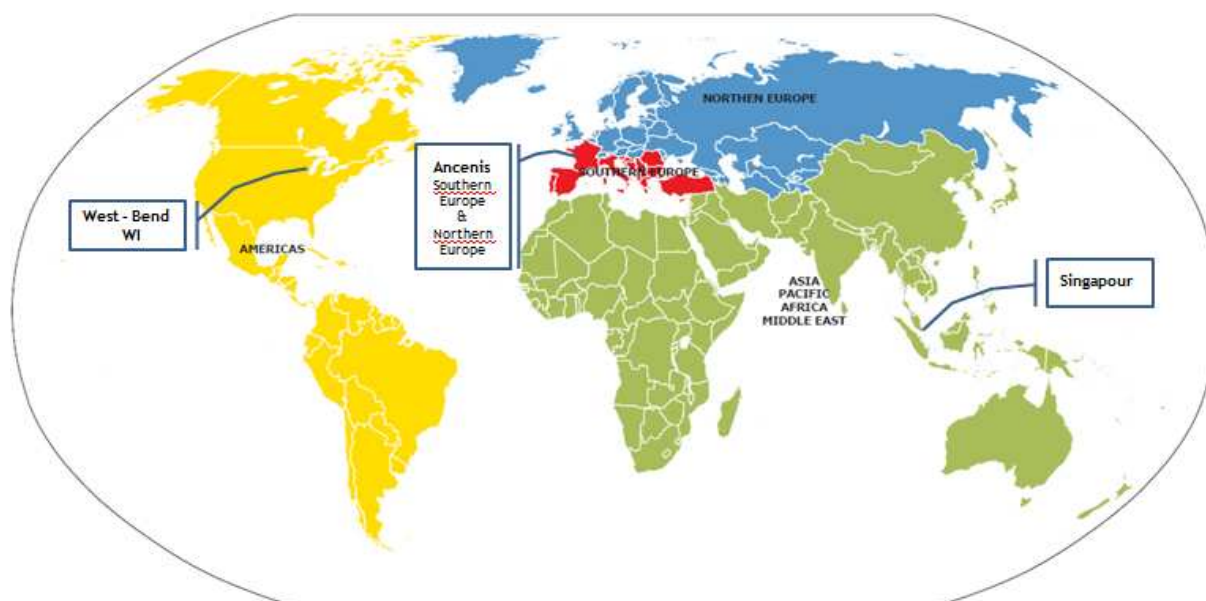 NORTHEN EUROPE
Ancenis
Southern
Europe
&
Northern
Europe
SOUTHERN EUROPE
West - Bend
WI
AMERICAS
ASIA
PACIFIC
AFRICA
MIDDLE EAST
Singapour